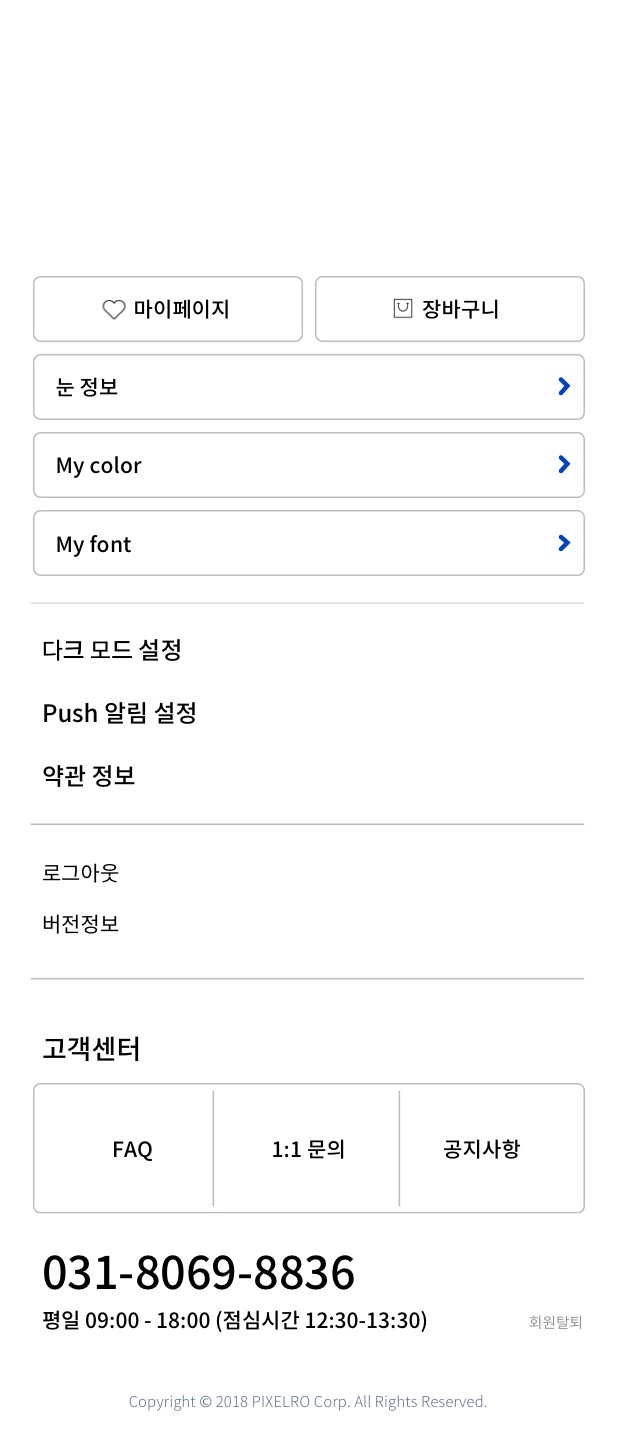 마이페이지 장바구니
눈 정보
My color
My font
다크 모드 설정
Push 알림 설정
약관 정보
로그아웃
버전정보
고객센터
FAQ 1:1 문의 공지사항
031-8069-8836
평일 09:00 - 18:00 (점심시간 12:30-13:30) 회원탈퇴
Copyright © 2018 PIXELRO Corp. All Rights Reserved.